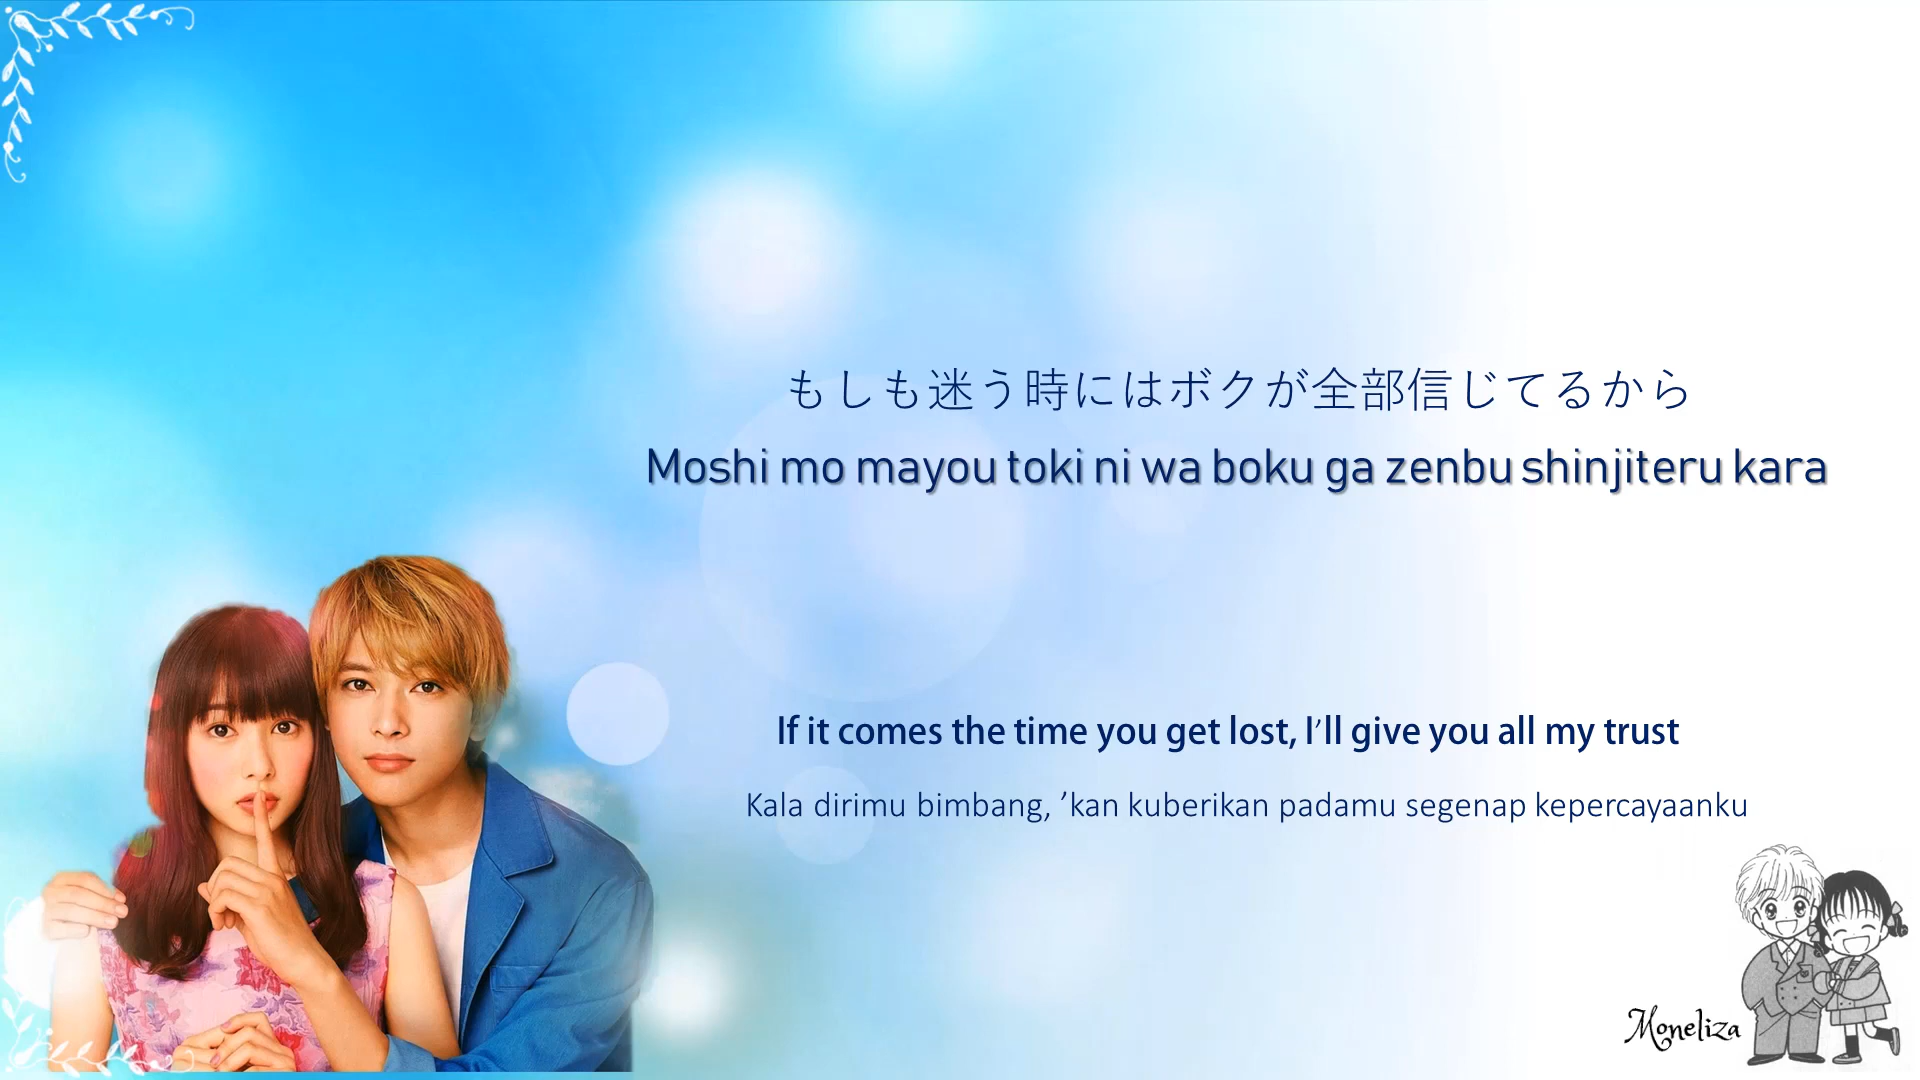 もしも迷う時にはボクが全部信じてるから
Moshi mo mayou toki ni wa boku ga zenbu shinjiteru kara
If it comes the time you get lost, I’ll give you all my trust
Kala dirimu bimbang, ’kan kuberikan padamu segenap kepercayaanku
Moneliza